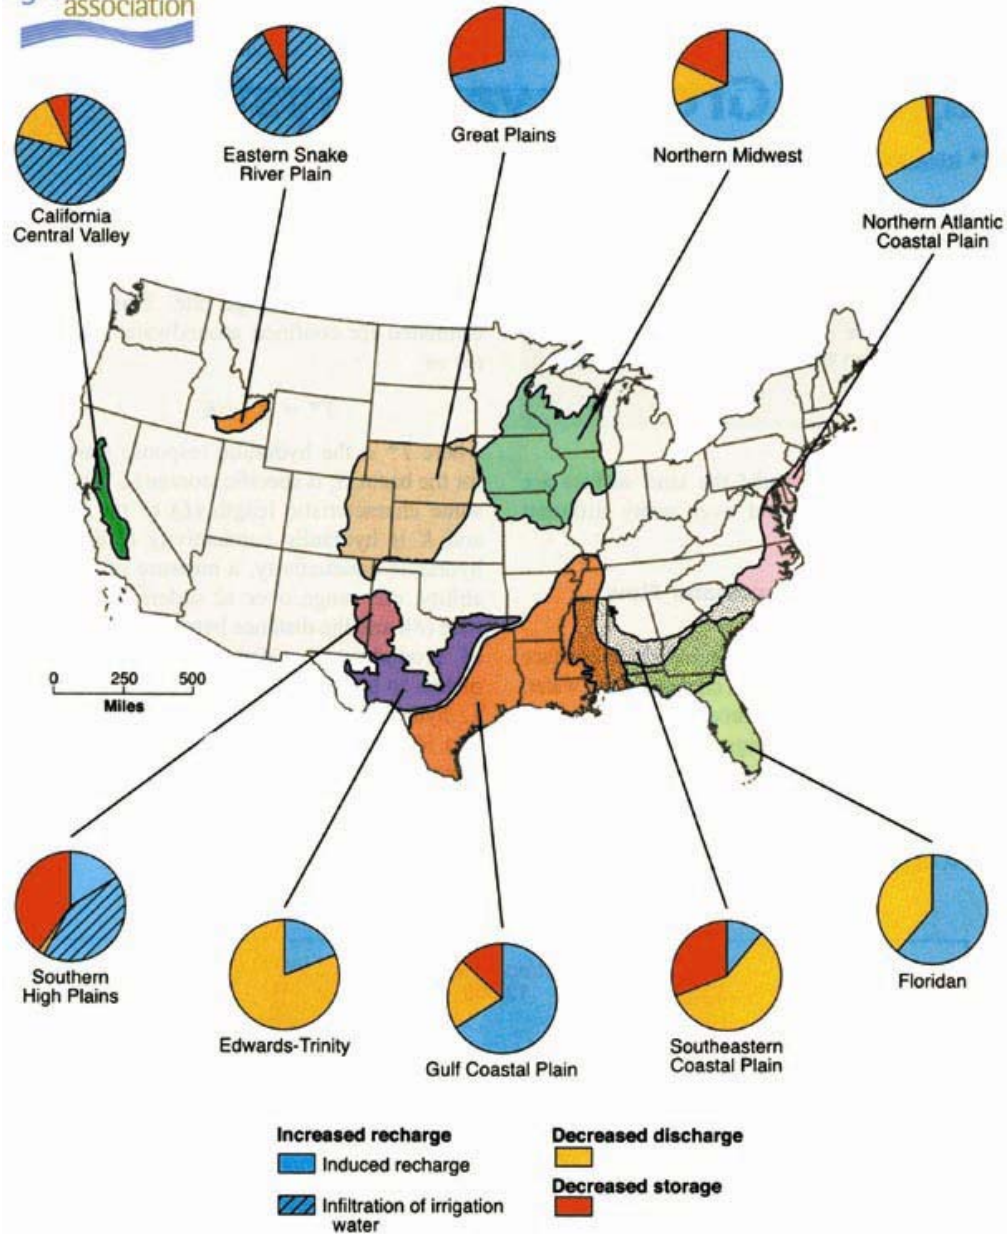 association
California
Central Valley
Eastern Snake
River Plain
Great Plains
Northern Midwest
Northern Atlantic
Coastal Plain
0 250 500
Miles
Southern
High Plains
Edwards-Trinity
Gulf Coastal Plain
Southeastern
Coastal Plain
Floridan
Increased recharge
Induced recharge
Infiltration of irrigation
water
Decreased discharge
Decreased storage